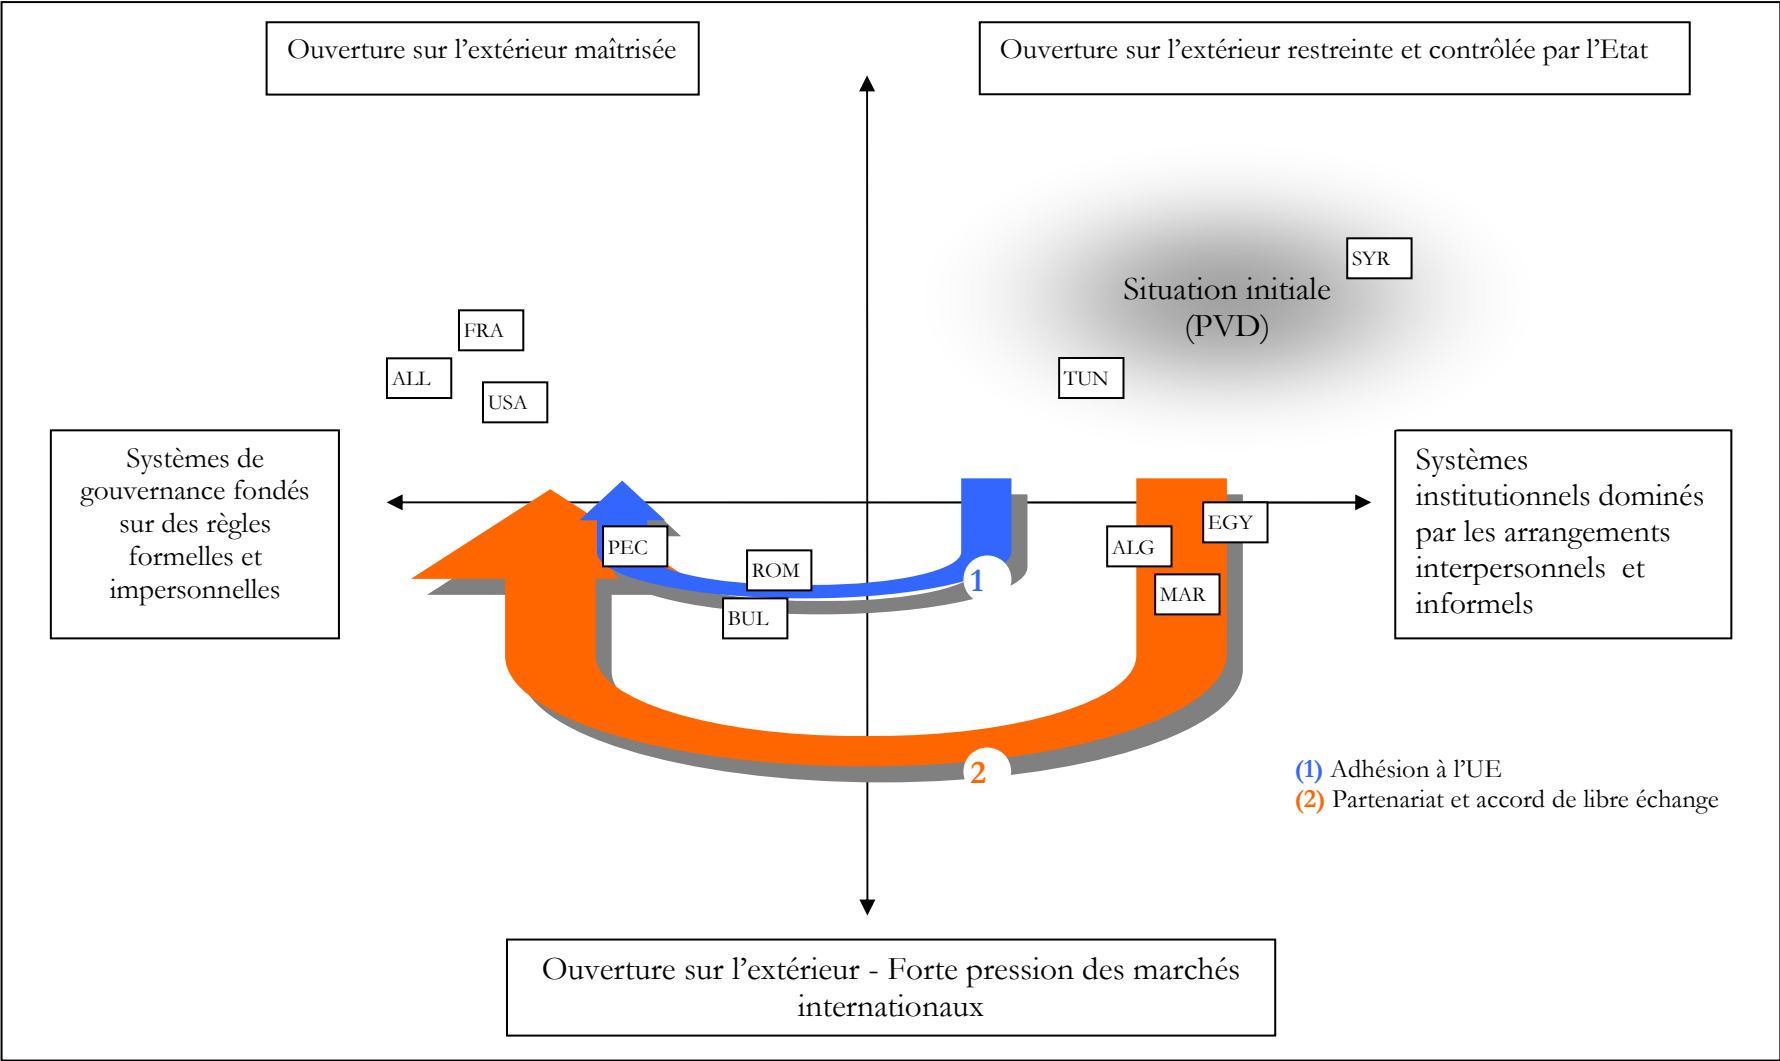 Ouverture sur l’extérieur maîtrisée
Ouverture sur l’extérieur restreinte et contrôlée par l’Etat
SYR
Situation initiale
(PVD)
FRA
ALL
TUN
USA
Systèmes de
gouvernance fondés
sur des règles
formelles et
impersonnelles
Systèmes
institutionnels dominés
par les arrangements
interpersonnels et
informels
EGY
PEC
ALG
ROM
1
MAR
BUL
2
(1) Adhésion à l’UE
(2) Partenariat et accord de libre échange
Ouverture sur l’extérieur - Forte pression des marchés
internationaux